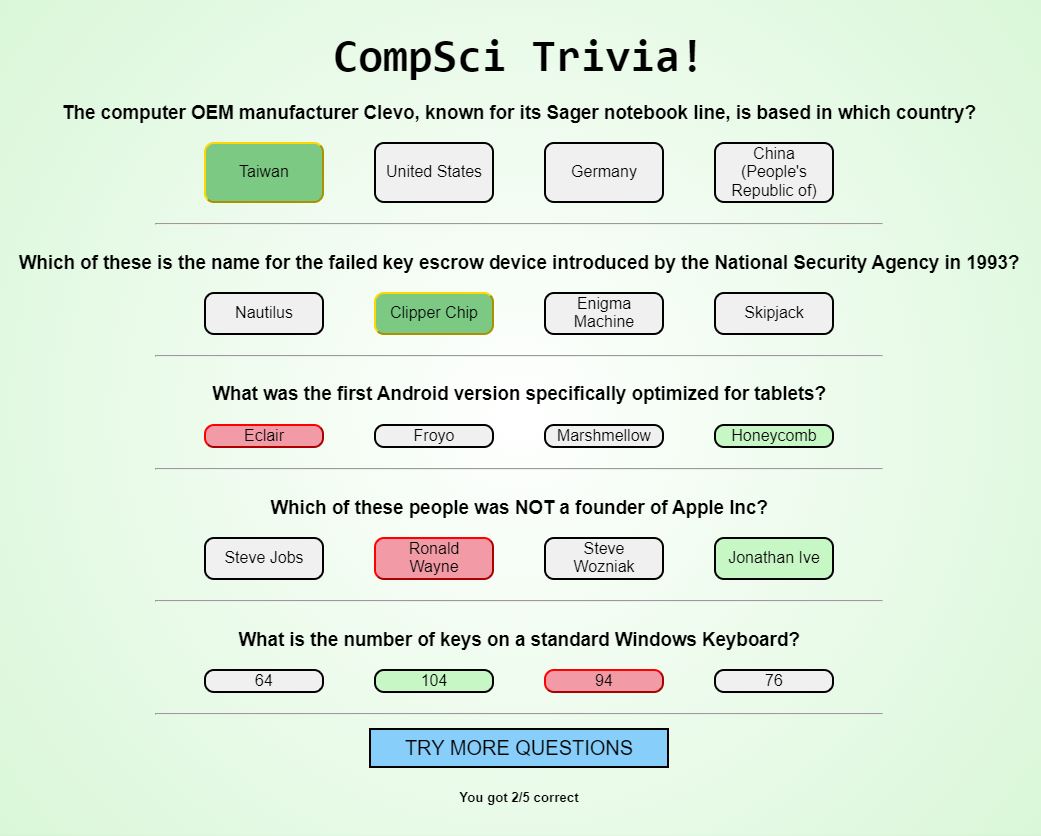 CompSci Trivia!
The computer OEM manufacturer Clevo, known for its Sager notebook line, is based in which country?
Taiwan
United States
Germany
China
(People's
Republic of)
Which of these is the name for the failed key escrow device introduced by the National Security Agency in 1993?
Nautilus
Clipper Chip
Enigma
Machine
Skipjack
What was the first Android version specifically optimized for tablets?
Eclair
Froyo
Marshmellow
Honeycomb
Which of these people was NOT a founder of Apple Inc?
Steve Jobs
Ronald
Wayne
Steve
Wozniak
Jonathan Ive
What is the number of keys on a standard Windows Keyboard?
64
104
94
76
TRY MORE QUESTIONS
You got 2/5 correct